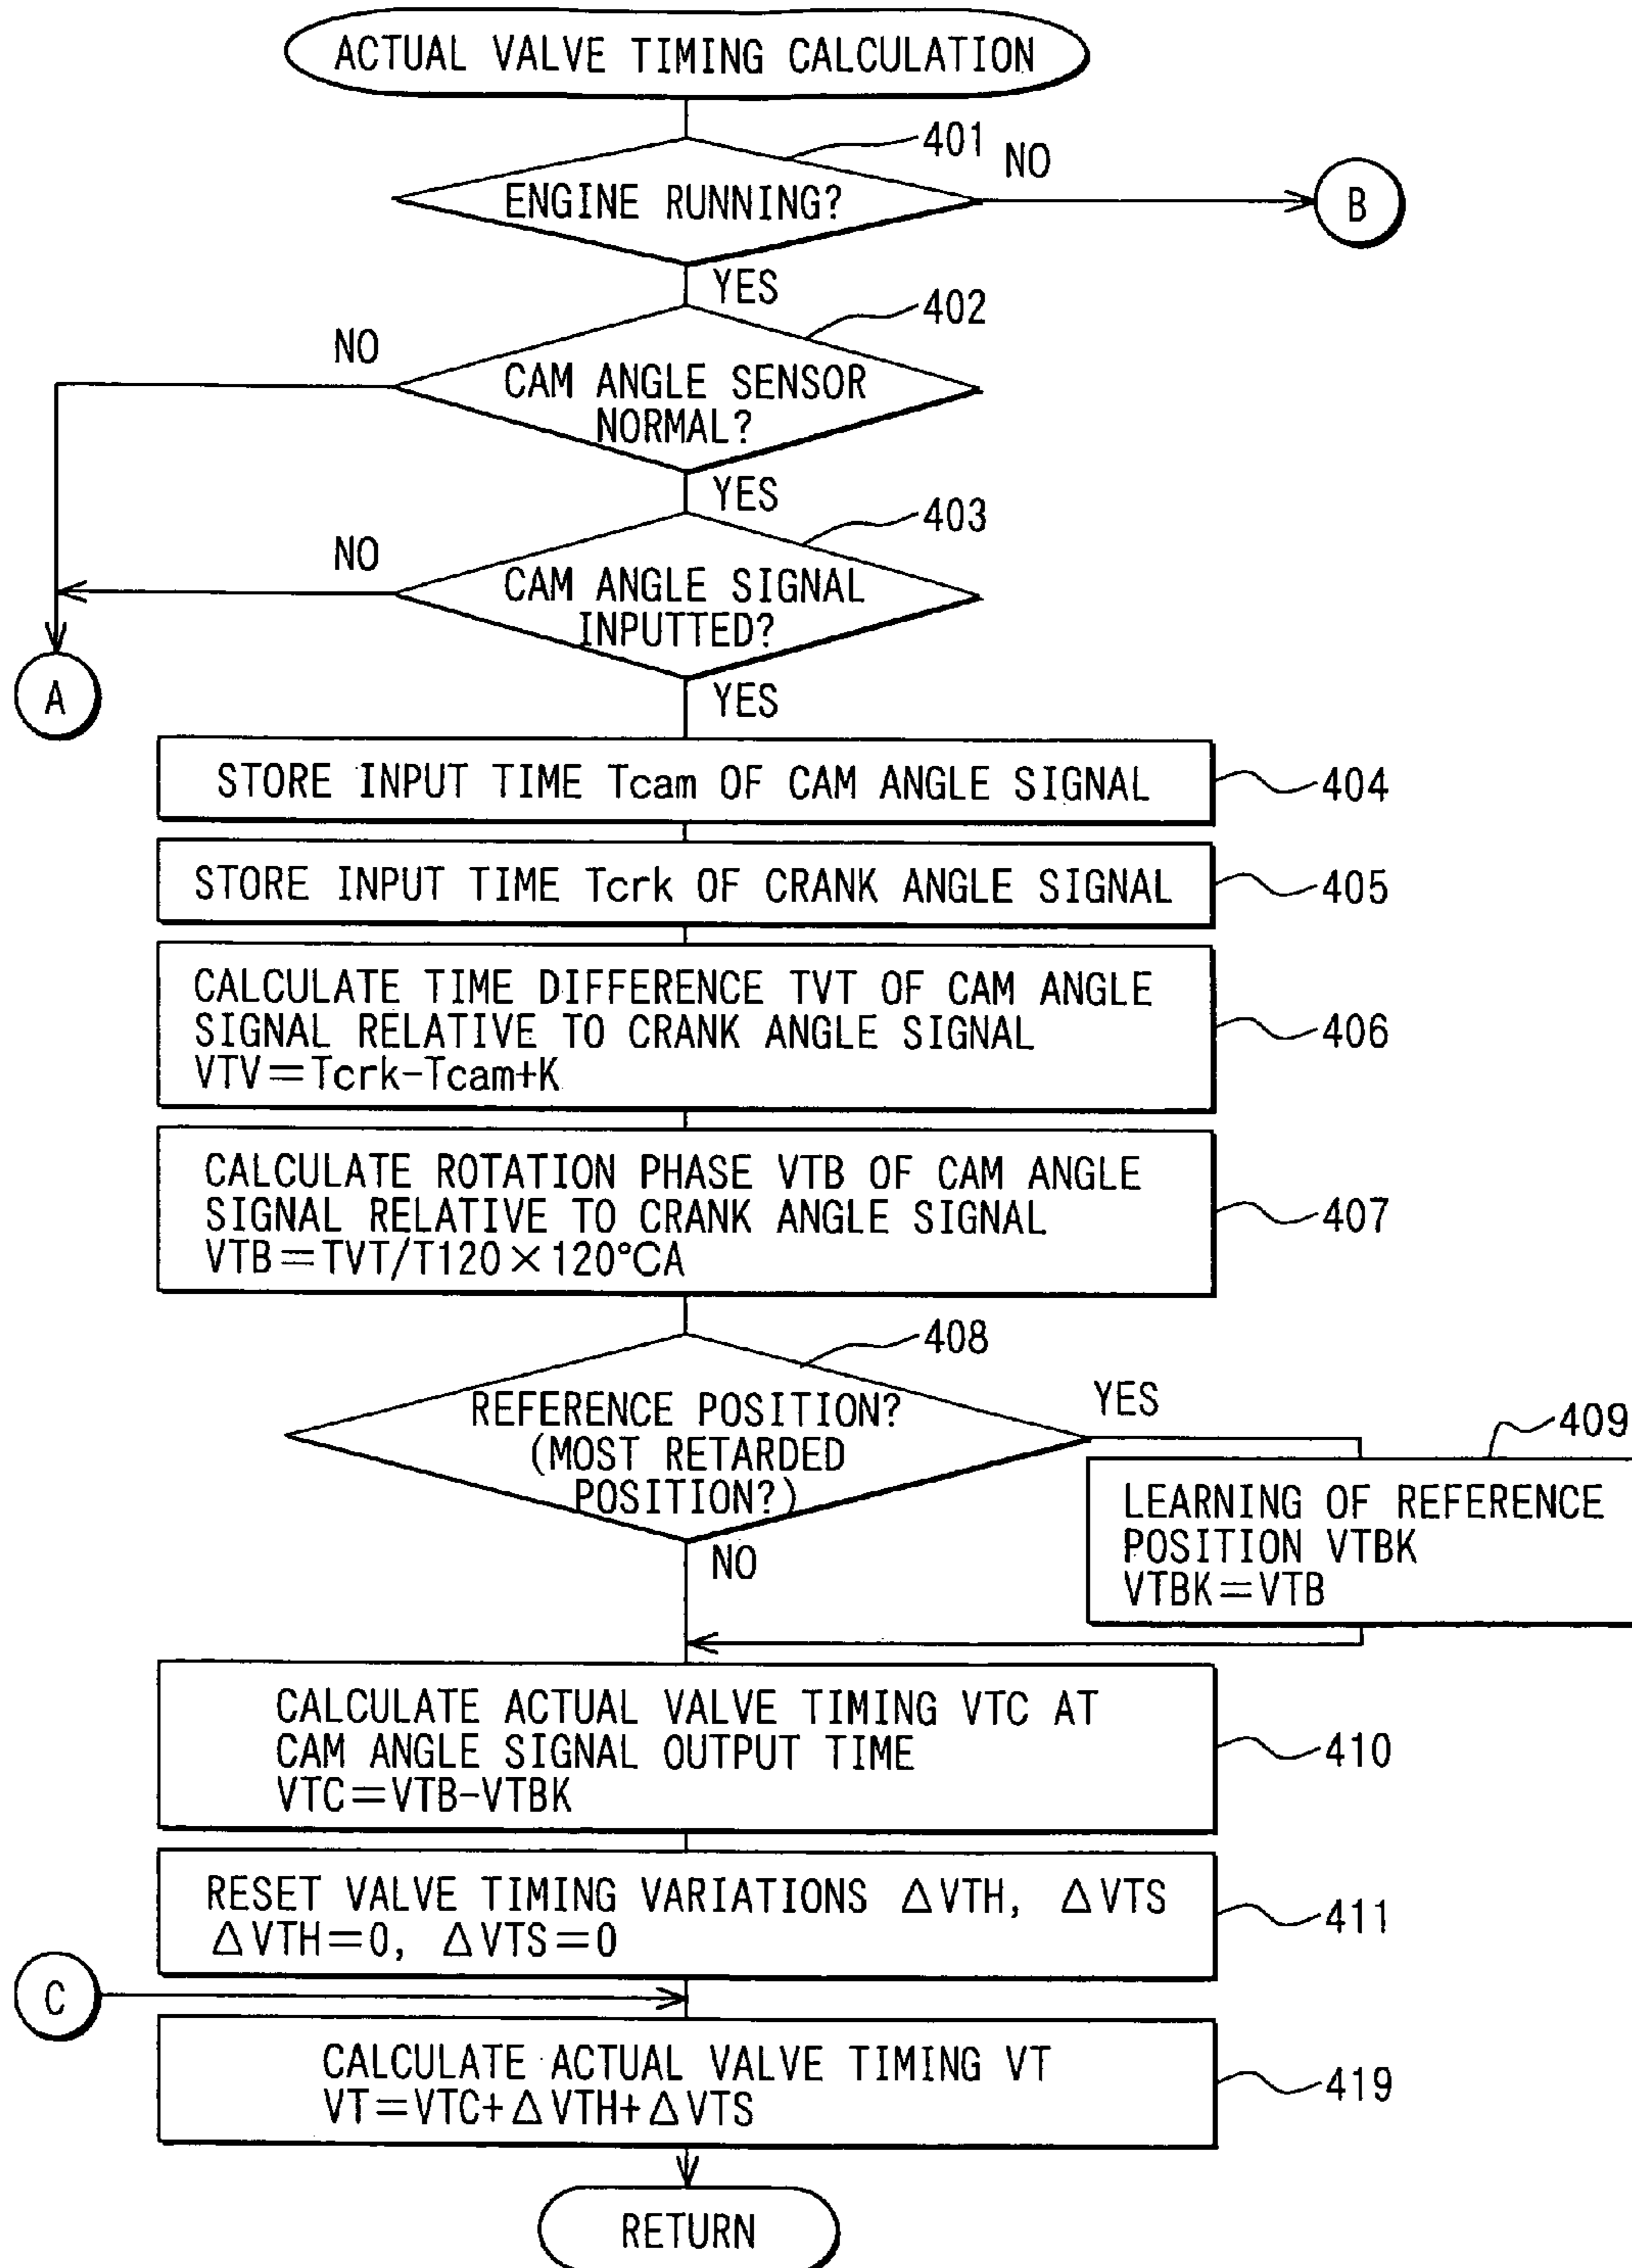 ACTUAL VALVE TIMING CALCULATION
401
NO
ENGINE RUNNING?
B
YES
402
NO
CAM ANGLE SENSOR
NORMAL?
YES
403
NO
CAM ANGLE SIGNAL
INPUTTED?
A
YES
STORE INPUT TIME Tcam OF CAM ANGLE SIGNAL
404
STORE INPUT TIME Tcrk OF CRANK ANGLE SIGNAL
405
CALCULATE TIME DIFFERENCE TVT OF CAM ANGLE
SIGNAL RELATIVE TO CRANK ANGLE SIGNAL
VTV=Tcrk-Tcam+K
406
CALCULATE ROTATION PHASE VTB OF CAM ANGLE
SIGNAL RELATIVE TO CRANK ANGLE SIGNAL
VTB=TVT/T120×120°CA
407
408
REFERENCE POSITION?
(MOST RETARDED
POSITION?)
YES
409
LEARNING OF REFERENCE
POSITION VTBK
VTBK=VTB
NO
CALCULATE ACTUAL VALVE TIMING VTC AT
CAM ANGLE SIGNAL OUTPUT TIME
VTC=VTB-VTBK
410
RESET VALVE TIMING VARIATIONS △VTH, △VTS
△VTH=0, △VTS=0
411
C
CALCULATE ACTUAL VALVE TIMING VT
VT=VTC+△VTH+△VTS
419
RETURN